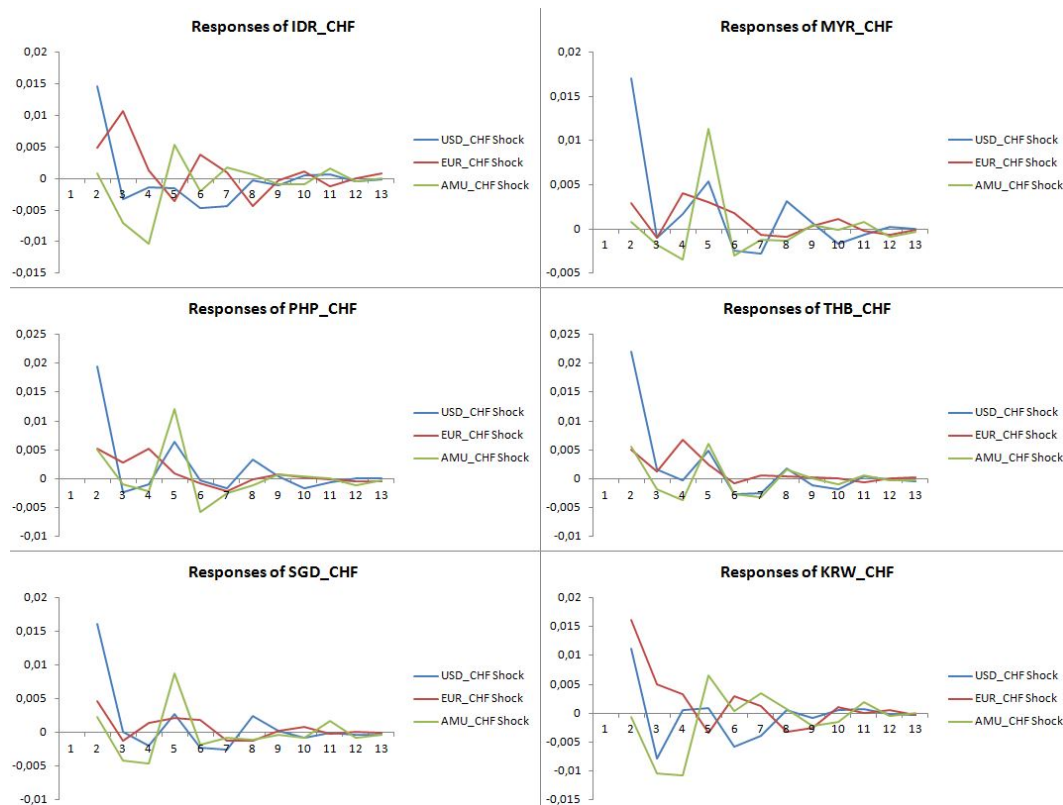 Responses of IDR_CHF
0,02
0,015
0,01
0,005
0
-0,005
-0,01
-0,015
1 2 3 4 5 6 7 8 9 10 11 12 13
USD_CHF Shock
EUR_CHF Shock
AMU_CHF Shock
Responses of MYR_CHF
0,02
0,015
0,01
0,005
0
-0,005
1 2 3 4 5 6 7 8 9 10 11 12 13
USD_CHF Shock
EUR_CHF Shock
AMU_CHF Shock
Responses of PHP_CHF
0,025
0,02
0,015
0,01
0,005
0
-0,005
-0,01
1 2 3 4 5 6 7 8 9 10 11 12 13
USD_CHF Shock
EUR_CHF Shock
AMU_CHF Shock
Responses of THB_CHF
0,025
0,02
0,015
0,01
0,005
0
-0,005
-0,01
1 2 3 4 5 6 7 8 9 10 11 12 13
USD_CHF Shock
EUR_CHF Shock
AMU_CHF Shock
Responses of SGD_CHF
0,02
0,015
0,01
0,005
0
-0,005
-0,01
1 2 3 4 5 6 7 8 9 10 11 12 13
USD_CHF Shock
EUR_CHF Shock
AMU_CHF Shock
Responses of KRW_CHF
0,02
0,015
0,01
0,005
0
-0,005
-0,01
-0,015
1 2 3 4 5 6 7 8 9 10 11 12 13
USD_CHF Shock
EUR_CHF Shock
AMU_CHF Shock